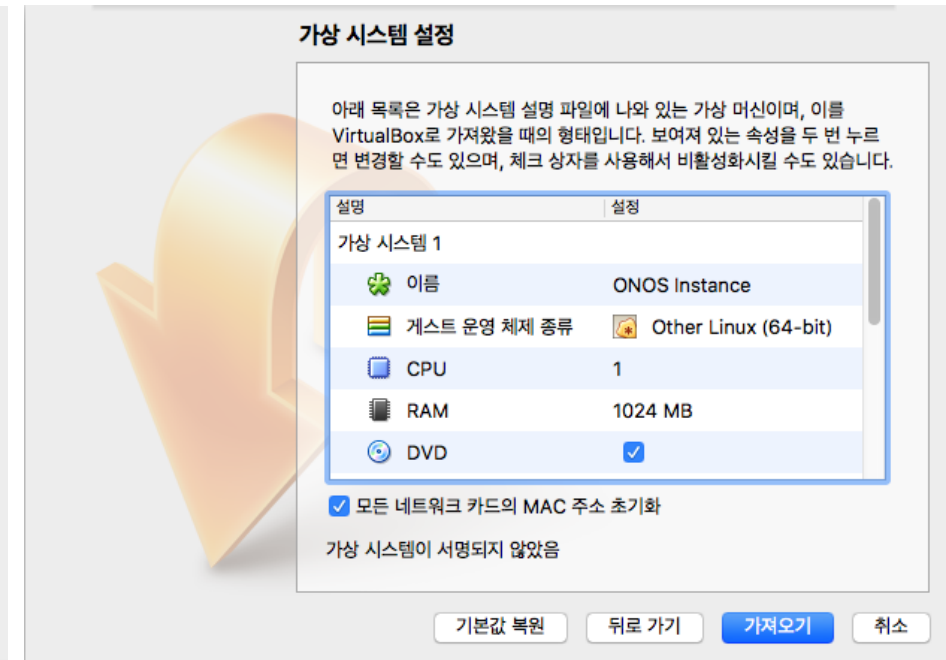 가상 시스템 설정
아래 목록은 가상 시스템 설명 파일에 나와 있는 가상 머신이며, 이를
VirtualBox로 가져왔을 때의 형태입니다. 보여져 있는 속성을 두 번 누르
면 변경할 수도 있으며, 체크 상자를 사용해서 비활성화시킬 수도 있습니다.
설명 설정
가상 시스템 1
이름 ONOS Instance
게스트 운영 체제 종류 Other Linux (64-bit)
CPU 1
RAM 1024 MB
DVD
모든 네트워크 카드의 MAC 주소 초기화
가상 시스템이 서명되지 않았음
기본값 복원 뒤로 가기 가져오기 취소